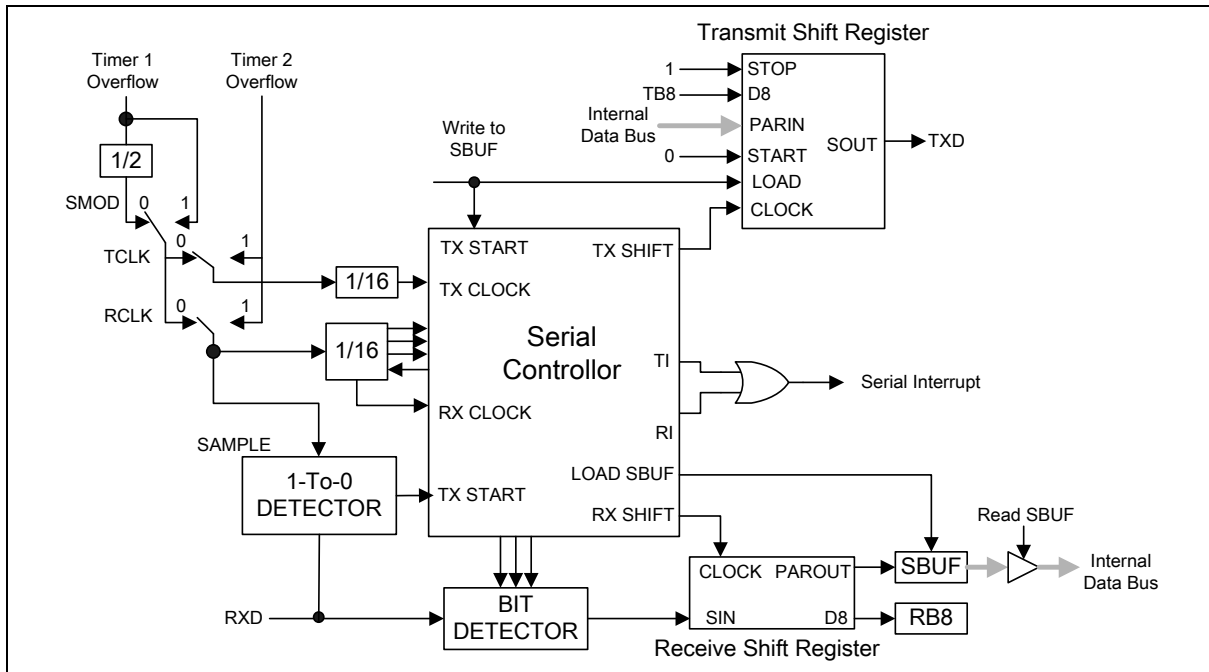 Transmit Shift Register
Timer 1
Overflow
Timer 2
Overflow
1
STOP
TB8
D8
Internal
Data Bus
PARIN
SOUT
TXD
0
START
LOAD
CLOCK
Write to
SBUF
1/2
SMOD
0
1
TCLK
0
1
RCLK
0
1
1/16
1/16
TX START
TX SHIFT
TX CLOCK
Serial
Controllor
TI
Serial Interrupt
RX CLOCK
RI
SAMPLE
1-To-0
DETECTOR
TX START
LOAD SBUF
RX SHIFT
Read SBUF
CLOCK
PAROUT
SBUF
Internal
Data Bus
RXD
BIT
DETECTOR
SIN
D8
RB8
Receive Shift Register